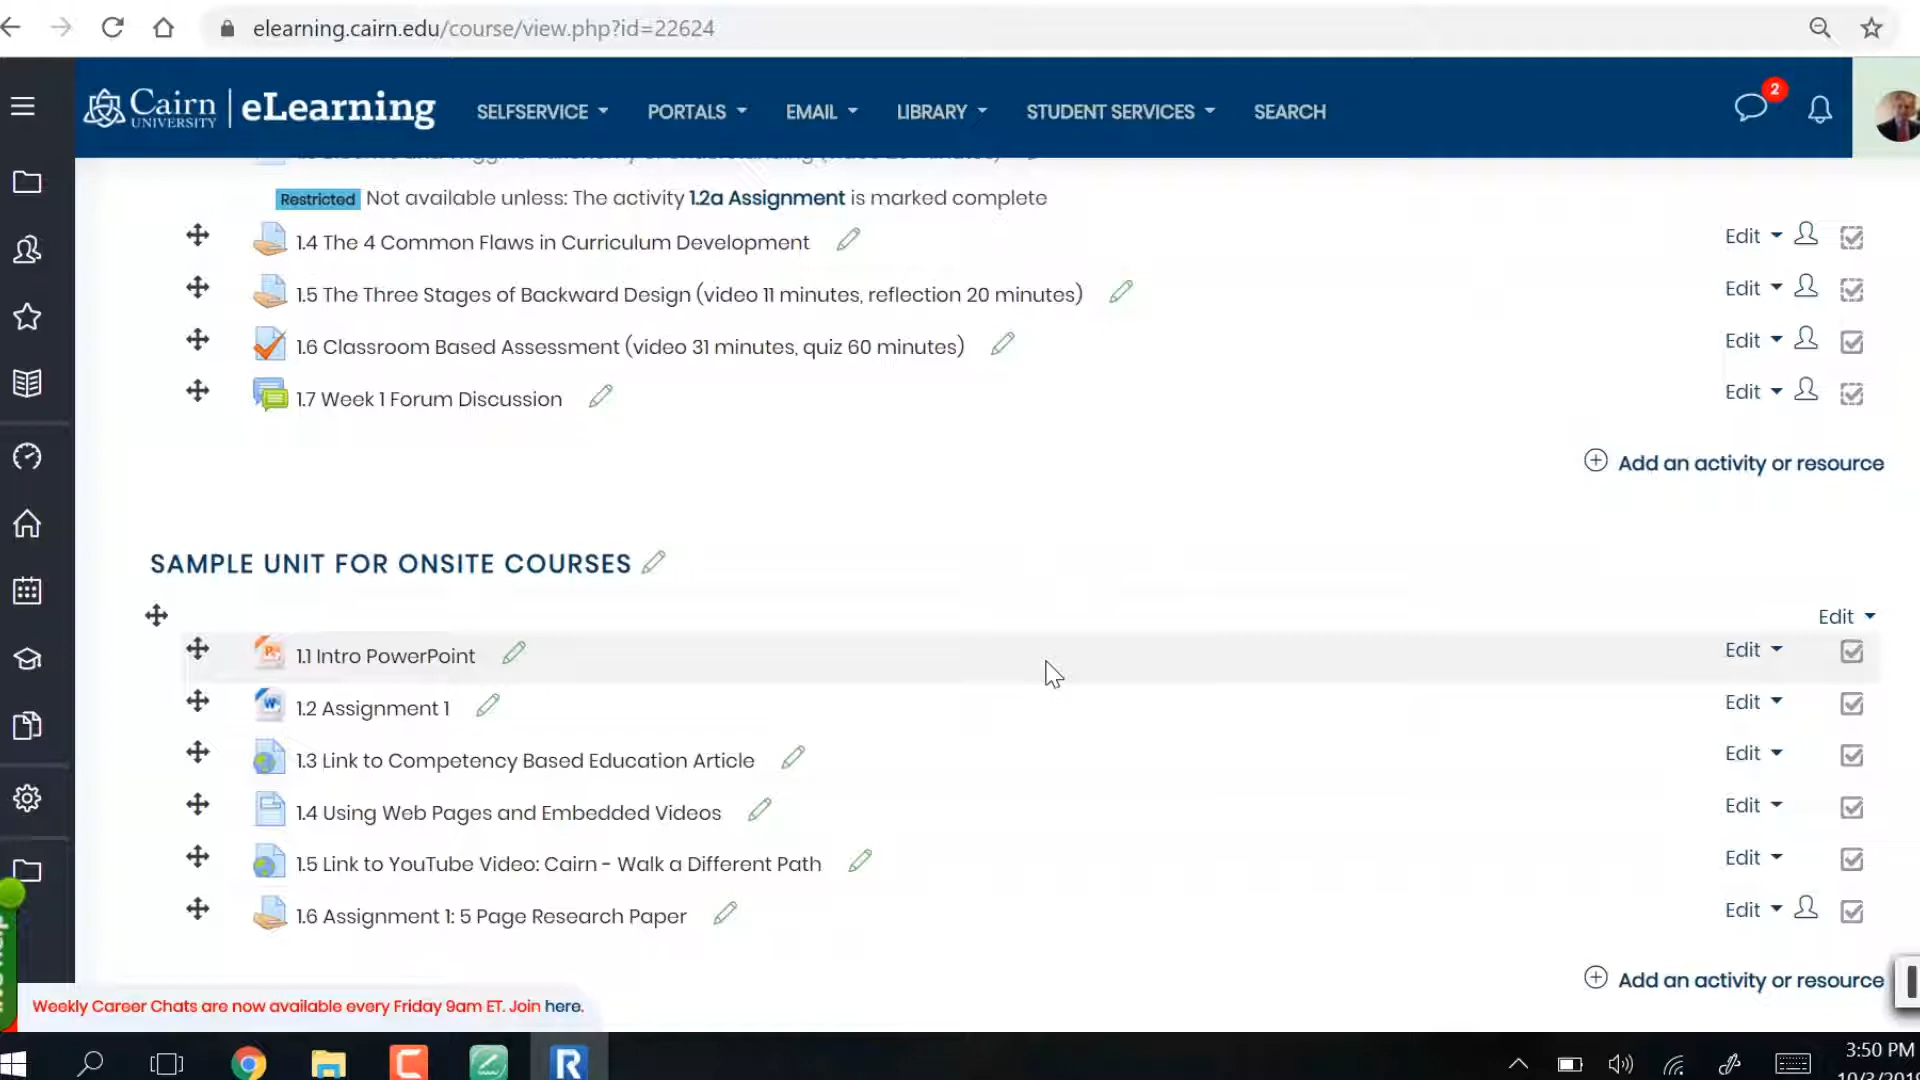 elearning.cairn.edu/course/view.php?id=22624
Cairn UNIVERSITY | eLearning SELFSERVICE PORTALS EMAIL LIBRARY STUDENT SERVICES SEARCH 2
Restricted Not available unless: The activity 1.2a Assignment is marked complete
1.4 The 4 Common Flaws in Curriculum Development Edit
1.5 The Three Stages of Backward Design (video 11 minutes, reflection 20 minutes) Edit
1.6 Classroom Based Assessment (video 31 minutes, quiz 60 minutes) Edit
1.7 Week 1 Forum Discussion Edit
Add an activity or resource
SAMPLE UNIT FOR ONSITE COURSES
Edit
1.1 Intro PowerPoint Edit
1.2 Assignment 1 Edit
1.3 Link to Competency Based Education Article Edit
1.4 Using Web Pages and Embedded Videos Edit
1.5 Link to YouTube Video: Cairn - Walk a Different Path Edit
1.6 Assignment 1: 5 Page Research Paper Edit
Add an activity or resource
Weekly Career Chats are now available every Friday 9am ET. Join here.
3:50 PM